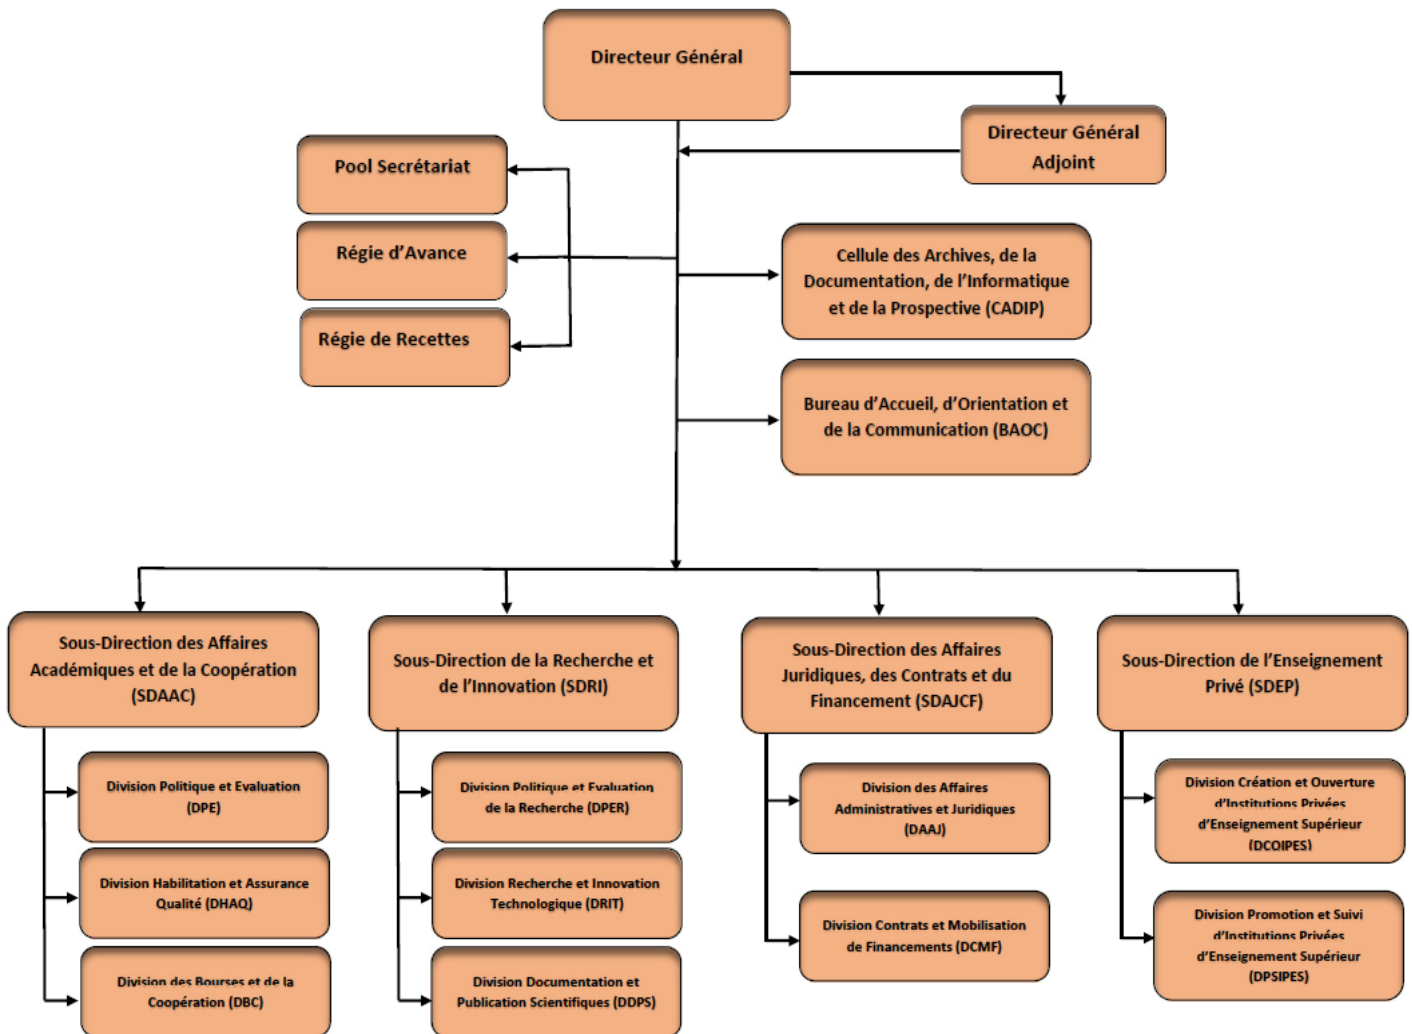 Directeur Général
Directeur Général
Adjoint
Pool Secrétariat
Régie d'Avance
Régie de Recettes
Cellule des Archives, de la
Documentation, de l'Informatique
et de la Prospective (CADIP)
Bureau d'Accueil, d'Orientation et
de la Communication (BAOC)
Sous-Direction des Affaires
Académiques et de la Coopération
(SDAAC)
Division Politique et Evaluation
(DPE)
Division Habilitation et Assurance
Qualité (DHAQ)
Division des Bourses et de la
Coopération (DBC)
Sous-Direction de la Recherche et
de l'Innovation (SDRI)
Division Politique et Evaluation
de la Recherche (DPER)
Division Recherche et Innovation
Technologique (DRIT)
Division Documentation et
Publication Scientifiques (DDPS)
Sous-Direction des Affaires
Juridiques, des Contrats et du
Financement (SDAJCF)
Division des Affaires
Administratives et Juridiques
(DAAJ)
Division Contrats et Mobilisation
de Financements (DCMF)
Sous-Direction de l'Enseignement
Privé (SDEP)
Division Création et Ouverture
d'Institutions Privées
d'Enseignement Supérieur
(DCOIPES)
Division Promotion et Suivi
d'Institutions Privées
d'Enseignement Supérieur
(DPSIPES)